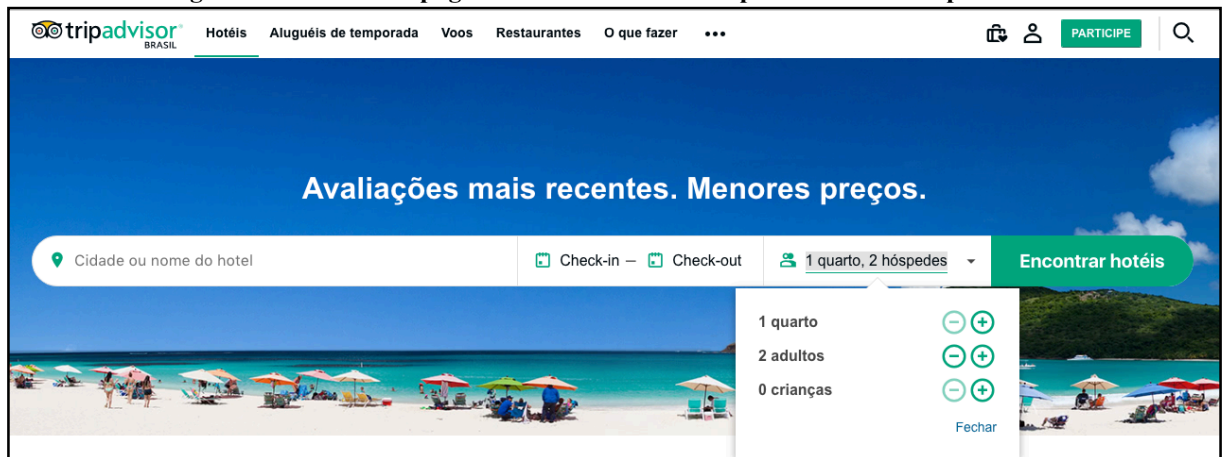 tripadvisor
BRASIL
Hotéis Aluguéis de temporada Voos Restaurantes O que fazer ••• PARTICIPE
Avaliações mais recentes. Menores preços.
Cidade ou nome do hotel Check-in — Check-out 1 quarto, 2 hóspedes Encontrar hotéis
1 quarto
2 adultos
0 crianças
Fechar